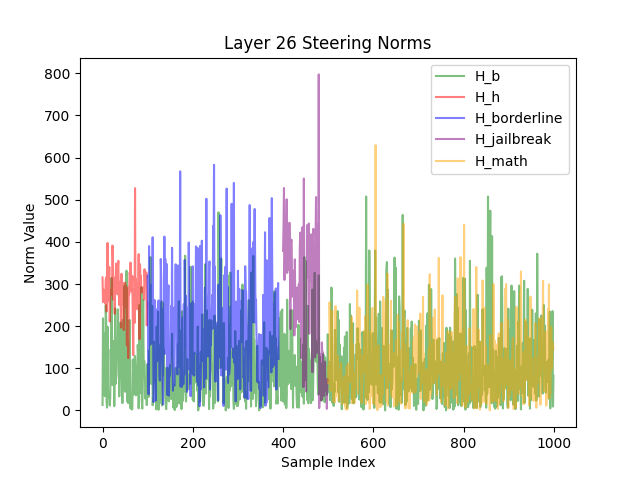 Layer 26 Steering Norms
H_b
H_h
H_borderline
H_jailbreak
H_math
800
700
600
500
400
300
200
100
0
Norm Value
0 200 400 600 800 1000
Sample Index